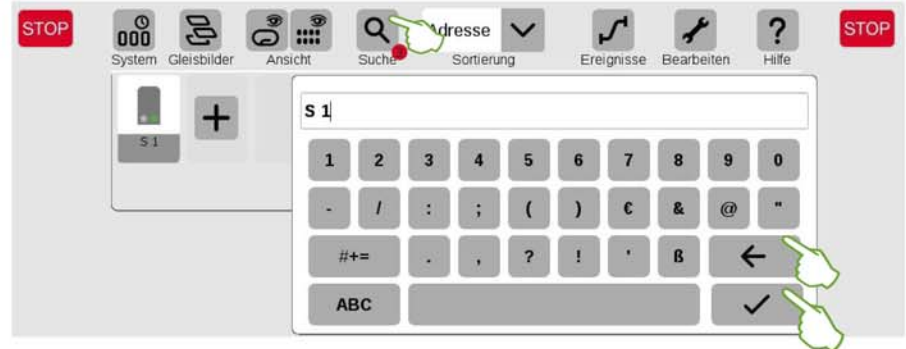 STOP
Adresse
STOP
System Gleisbilder Ansicht Suche Sortierung Ereignisse Bearbeiten Hilfe
S 1
S 1
1 2 3 4 5 6 7 8 9 0
- / : ; ( ) € & @ "
#+= . , ? ! ' ß
ABC